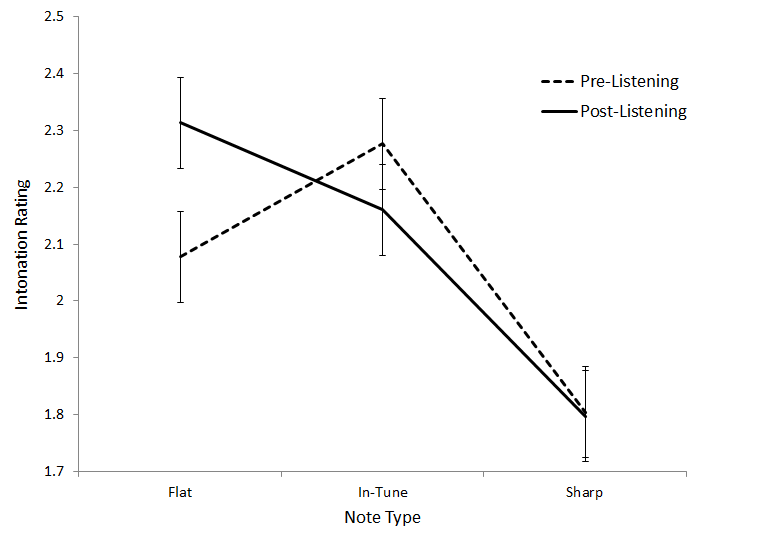 2.5
2.4
2.3
2.2
2.1
2
1.9
1.8
1.7
Intonation Rating
Pre-Listening
Post-Listening
Flat
In-Tune
Sharp
Note Type